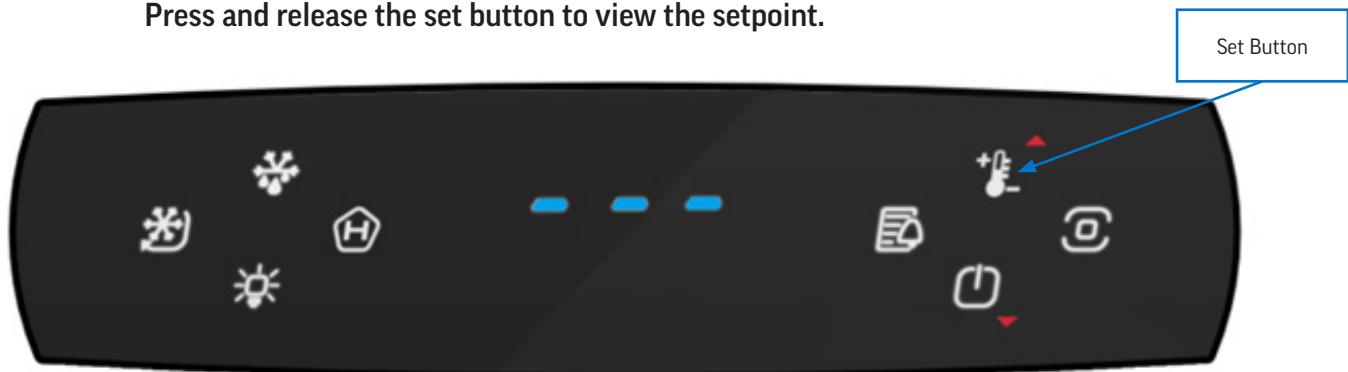 Press and release the set button to view the setpoint.
Set Button
H